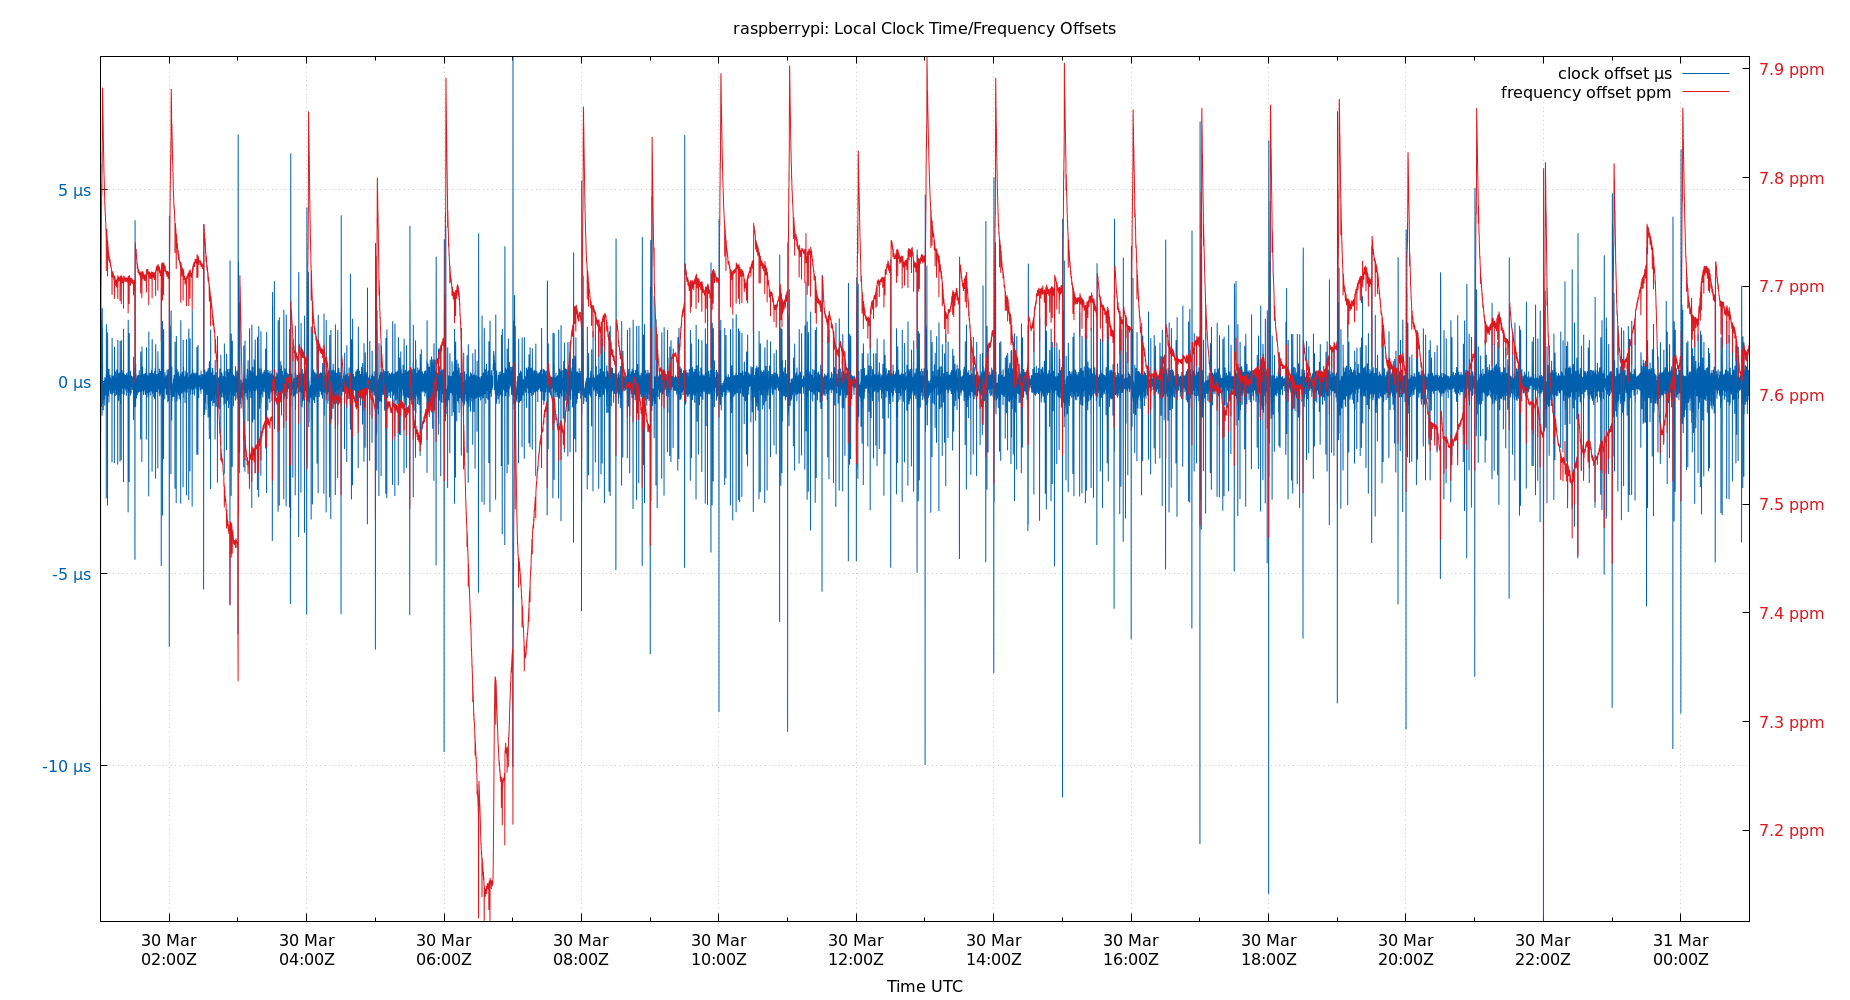 raspberrypi: Local Clock Time/Frequency Offsets
clock offset µs
frequency offset ppm
5 µs
0 µs
-5 µs
-10 µs
7.9 ppm
7.8 ppm
7.7 ppm
7.6 ppm
7.5 ppm
7.4 ppm
7.3 ppm
7.2 ppm
30 Mar 30 Mar 30 Mar 30 Mar 30 Mar 30 Mar 30 Mar 30 Mar 30 Mar 30 Mar 30 Mar 31 Mar
02:00Z 04:00Z 06:00Z 08:00Z 10:00Z 12:00Z 14:00Z 16:00Z 18:00Z 20:00Z 22:00Z 00:00Z
Time UTC